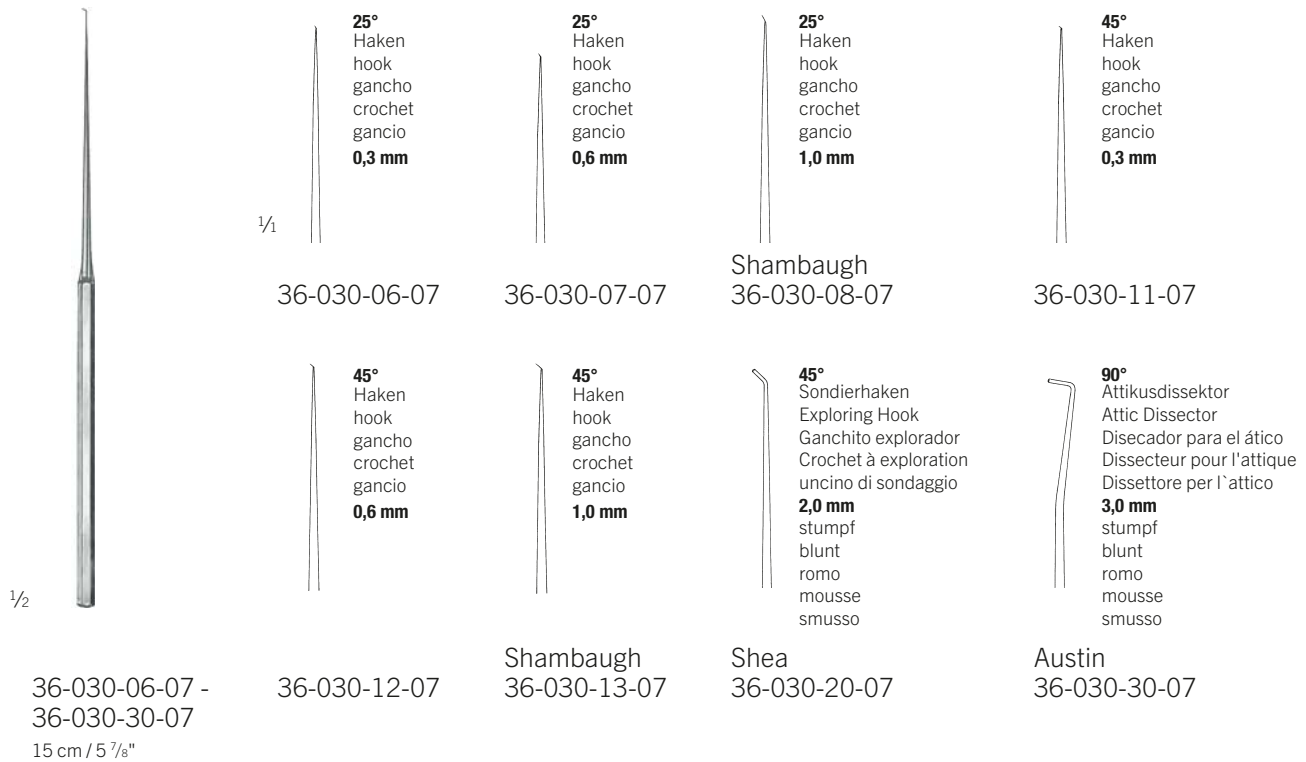 25°
Haken
hook
gancho
crochet
gancio
0,3 mm
25°
Haken
hook
gancho
crochet
gancio
0,6 mm
25°
Haken
hook
gancho
crochet
gancio
1,0 mm
45°
Haken
hook
gancho
crochet
gancio
0,3 mm
1/1
36-030-06-07
36-030-07-07
Shambaugh
36-030-08-07
36-030-11-07
45°
Haken
hook
gancho
crochet
gancio
0,6 mm
45°
Haken
hook
gancho
crochet
gancio
1,0 mm
45°
Sondierhaken
Exploring Hook
Ganchito explorador
Crochet à exploration
uncino di sondaggio
2,0 mm
stumpf
blunt
romo
mousse
smusso
90°
Attikusdissektor
Attic Dissector
Disecador para el ático
Dissecteur pour l'attique
Dissettore per l`attico
3,0 mm
stumpf
blunt
romo
mousse
smusso
1/2
36-030-06-07 -
36-030-30-07
15 cm / 5 7/8"
36-030-12-07
Shambaugh
36-030-13-07
Shea
36-030-20-07
Austin
36-030-30-07